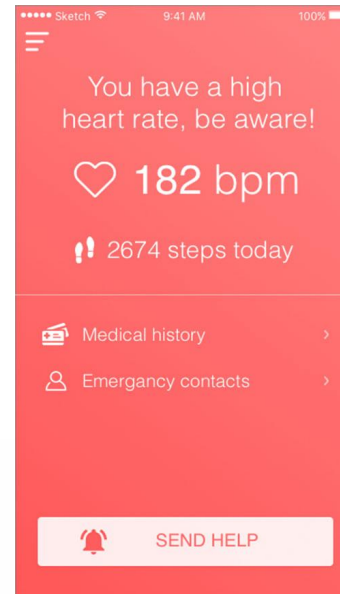 Sketch 9:41 AM 100%
You have a high
heart rate, be aware!
182 bpm
2674 steps today
Medical history
Emergancy contacts
SEND HELP